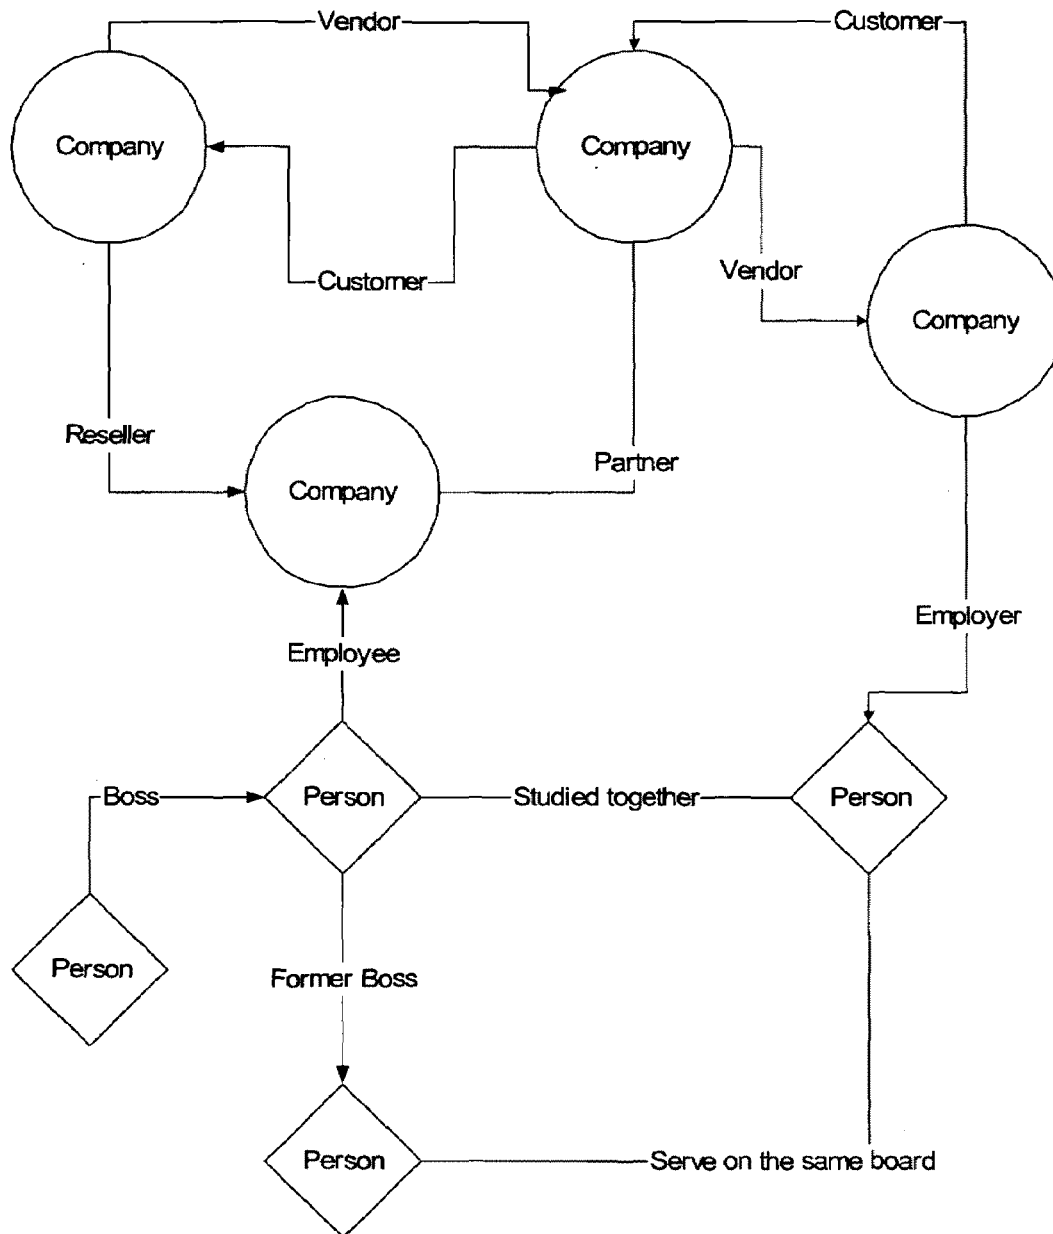 Vendor
Customer
Company
Company
Vendor
Customer
Company
Reseller
Partner
Company
Employer
Employee
Boss
Person
Studied together
Person
Person
Former Boss
Person
Serve on the same board